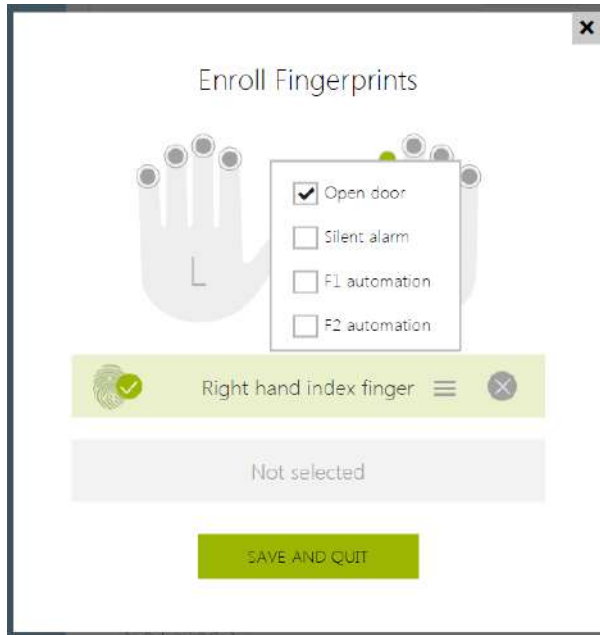 Enroll Fingerprints
Open door
Silent alarm
F1 automation
F2 automation
L
Right hand index finger
Not selected
SAVE AND QUIT